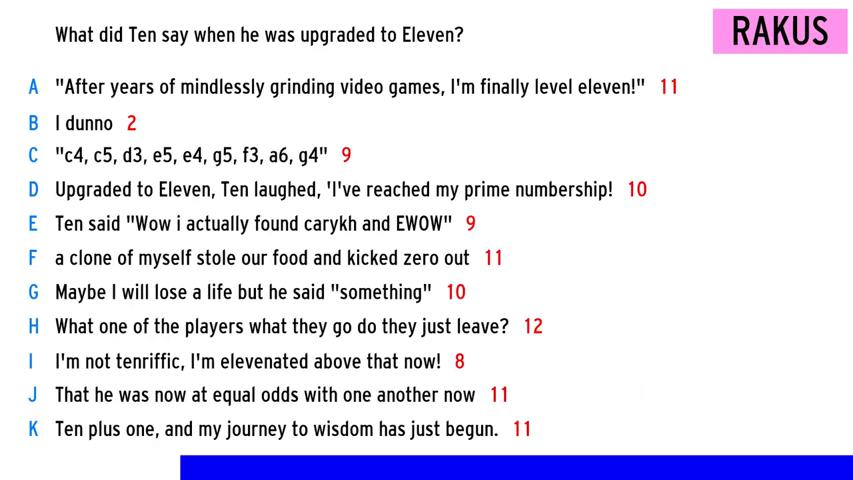 What did Ten say when he was upgraded to Eleven?
RAKUS
A "After years of mindlessly grinding video games, I'm finally level eleven!" 11
B I dunno 2
C "c4, c5, d3, e5, e4, g5, f3, a6, g4" 9
D Upgraded to Eleven, Ten laughed, 'I've reached my prime numbership! 10
E Ten said "Wow i actually found carykh and EWOW" 9
F a clone of myself stole our food and kicked zero out 11
G Maybe I will lose a life but he said "something" 10
H What one of the players what they go do they just leave? 12
I I'm not tenriffic, I'm elevenated above that now! 8
J That he was now at equal odds with one another now 11
K Ten plus one, and my journey to wisdom has just begun. 11